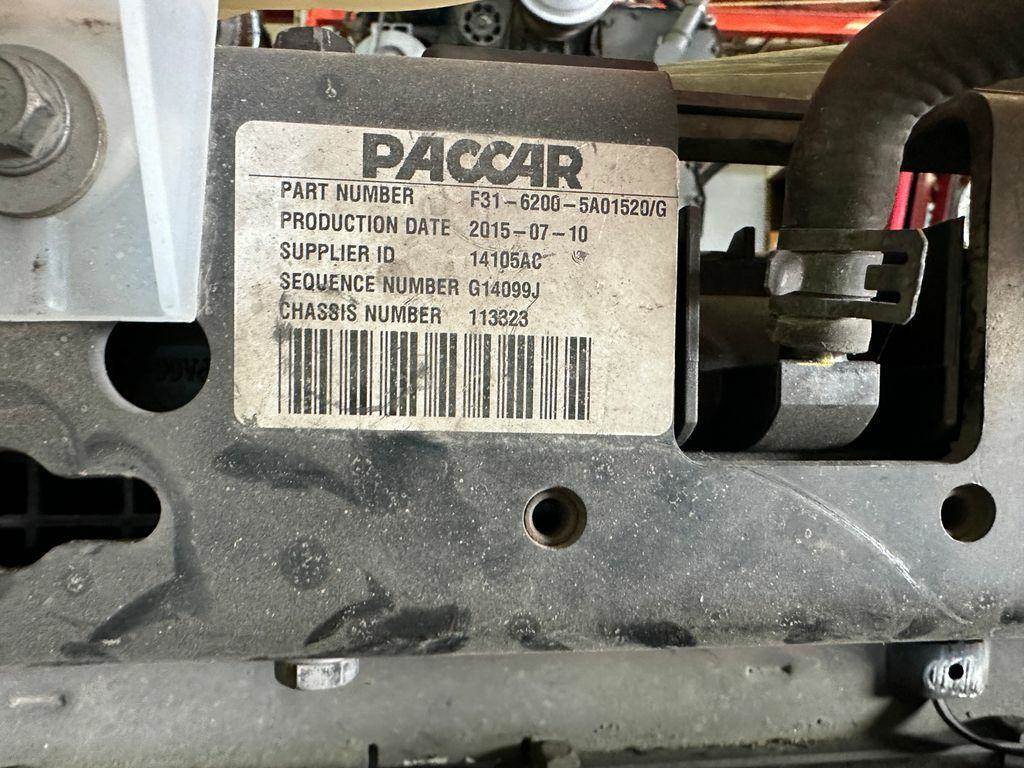 PACCAR
PART NUMBER F31-6200-5A01520/G
PRODUCTION DATE 2015-07-10
SUPPLIER ID 14105AC
SEQUENCE NUMBER G14099J
CHASSIS NUMBER 113323